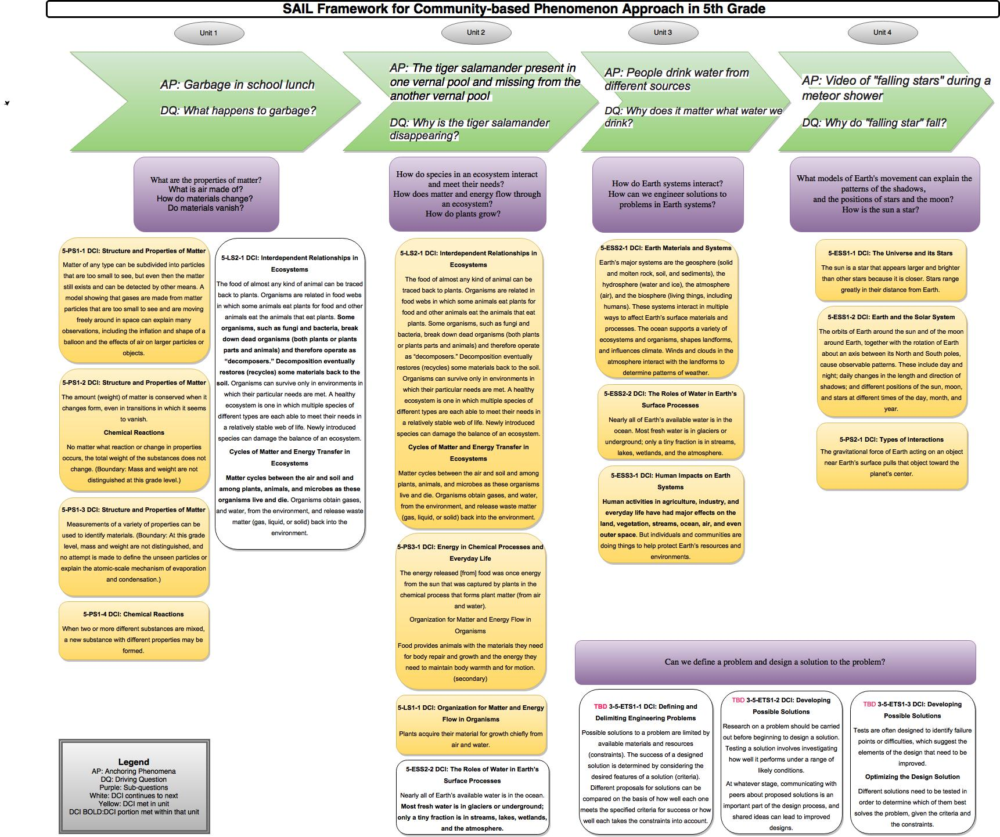 SAIL Framework for Community-based Phenomenon Approach in 5th Grade
Unit 1
Unit 2
Unit 3
Unit 4
AP: Garbage in school lunch
DQ: What happens to garbage?
AP: The tiger salamander present in
one vernal pool and missing from the
another vernal pool
DQ: Why is the tiger salamander
disappearing?
AP: People drink water from
different sources
DQ: Why does it matter what water we
drink?
AP: Video of "falling stars" during a
meteor shower
DQ: Why do "falling star" fall?
What are the properties of matter?
What is air made of?
How do materials change?
Do materials vanish?
How do species in an ecosystem interact
and meet their needs?
How does matter and energy flow through
an ecosystem?
How do plants grow?
How do Earth systems interact?
How can we engineer solutions to
problems in Earth systems?
What models of Earth's movement can explain the
patterns of the shadows,
and the positions of stars and the moon?
How is the sun a star?
5-PS1-1 DCI: Structure and Properties of Matter
Matter of any type can be subdivided into particles
that are too small to see, but even then the matter
still exists and can be detected by other means. A
model showing that gases are made from matter
particles that are too small to see and are moving
freely around in space can explain many
observations, including the inflation and shape of a
balloon and the effects of air on larger particles or
objects.
5-PS1-2 DCI: Structure and Properties of Matter
The amount (weight) of matter is conserved when it
changes form, even in transitions in which it seems
to vanish.
Chemical Reactions
No matter what reaction or change in properties
occurs, the total weight of the substances does not
change. (Boundary: Mass and weight are not
distinguished at this grade level.)
5-PS1-3 DCI: Structure and Properties of Matter
Measurements of a variety of properties can be
used to identify materials. (Boundary: At this grade
level, mass and weight are not distinguished, and
no attempt is made to define the unseen particles or
explain the atomic-scale mechanism of evaporation
and condensation.)
5-PS1-4 DCI: Chemical Reactions
When two or more different substances are mixed,
a new substance with different properties may be
formed.
5-LS2-1 DCI: Interdependent Relationships in
Ecosystems
The food of almost any kind of animal can be traced
back to plants. Organisms are related in food webs
in which some animals eat plants for food and other
animals eat the animals that eat plants. Some
organisms, such as fungi and bacteria, break
down dead organisms (both plants or plants
parts and animals) and therefore operate as
“decomposers.” Decomposition eventually
restores (recycles) some materials back to the
soil. Organisms can survive only in environments in
which their particular needs are met. A healthy
ecosystem is one in which multiple species of
different types are each able to meet their needs in
a relatively stable web of life. Newly introduced
species can damage the balance of an ecosystem.
Cycles of Matter and Energy Transfer in
Ecosystems
Matter cycles between the air and soil and
among plants, animals, and microbes as these
organisms live and die. Organisms obtain gases,
and water, from the environment, and release waste
matter (gas, liquid, or solid) back into the
environment.
5-LS2-1 DCI: Interdependent Relationships in
Ecosystems
The food of almost any kind of animal can be
traced back to plants. Organisms are related in
food webs in which some animals eat plants for
food and other animals eat the animals that eat
plants. Some organisms, such as fungi and
bacteria, break down dead organisms (both plants
or plants parts and animals) and therefore operate
as “decomposers.” Decomposition eventually
restores (recycles) some materials back to the soil.
Organisms can survive only in environments in
which their particular needs are met. A healthy
ecosystem is one in which multiple species of
different types are each able to meet their needs in
a relatively stable web of life. Newly introduced
species can damage the balance of an ecosystem.
Cycles of Matter and Energy Transfer in
Ecosystems
Matter cycles between the air and soil and among
plants, animals, and microbes as these organisms
live and die. Organisms obtain gases, and water,
from the environment, and release waste matter
(gas, liquid, or solid) back into the environment.
5-PS3-1 DCI: Energy in Chemical Processes and
Everyday Life
The energy released [from] food was once energy
from the sun that was captured by plants in the
chemical process that forms plant matter (from air
and water).
Organization for Matter and Energy Flow in
Organisms
Food provides animals with the materials they need
for body repair and growth and the energy they
need to maintain body warmth and for motion.
(secondary)
5-LS1-1 DCI: Organization for Matter and Energy
Flow in Organisms
Plants acquire their material for growth chiefly from
air and water.
5-ESS2-2 DCI: The Roles of Water in Earth’s
Surface Processes
Nearly all of Earth’s available water is in the ocean.
Most fresh water is in glaciers or underground;
only a tiny fraction is in streams, lakes, wetlands,
and the atmosphere.
5-ESS2-1 DCI: Earth Materials and Systems
Earth’s major systems are the geosphere (solid
and molten rock, soil, and sediments), the
hydrosphere (water and ice), the atmosphere
(air), and the biosphere (living things, including
humans). These systems interact in multiple
ways to affect Earth’s surface materials and
processes. The ocean supports a variety of
ecosystems and organisms, shapes landforms,
and influences climate. Winds and clouds in the
atmosphere interact with the landforms to
determine patterns of weather.
5-ESS2-2 DCI: The Roles of Water in Earth’s
Surface Processes
Nearly all of Earth’s available water is in the
ocean. Most fresh water is in glaciers or
underground; only a tiny fraction is in streams,
lakes, wetlands, and the atmosphere.
5-ESS3-1 DCI: Human Impacts on Earth
Systems
Human activities in agriculture, industry, and
everyday life have had major effects on the
land, vegetation, streams, ocean, air, and even
outer space. But individuals and communities are
doing things to help protect Earth’s resources and
environments.
5-ESS1-1 DCI: The Universe and its Stars
The sun is a star that appears larger and brighter
than other stars because it is closer. Stars range
greatly in their distance from Earth.
5-ESS1-2 DCI: Earth and the Solar System
The orbits of Earth around the sun and of the moon
around Earth, together with the rotation of Earth
about an axis between its North and South poles,
cause observable patterns. These include day and
night; daily changes in the length and direction of
shadows; and different positions of the sun, moon,
and stars at different times of the day, month, and
year.
5-PS2-1 DCI: Types of Interactions
The gravitational force of Earth acting on an object
near Earth’s surface pulls that object toward the
planet’s center.
Can we define a problem and design a solution to the problem?
TBD 3-5-ETS1-1 DCI: Defining and
Delimiting Engineering Problems
Possible solutions to a problem are limited by
available materials and resources
(constraints). The success of a designed
solution is determined by considering the
desired features of a solution (criteria).
Different proposals for solutions can be
compared on the basis of how well each one
meets the specified criteria for success or how
well each takes the constraints into account.
TBD 3-5-ETS1-2 DCI: Developing
Possible Solutions
Research on a problem should be carried
out before beginning to design a solution.
Testing a solution involves investigating
how well it performs under a range of
likely conditions.
At whatever stage, communicating with
peers about proposed solutions is an
important part of the design process, and
shared ideas can lead to improved
designs.
TBD 3-5-ETS1-3 DCI: Developing
Possible Solutions
Tests are often designed to identify failure
points or difficulties, which suggest the
elements of the design that need to be
improved.
Optimizing the Design Solution
Different solutions need to be tested in
order to determine which of them best
solves the problem, given the criteria and
the constraints.
Legend
AP: Anchoring Phenomena
DQ: Driving Question
Purple: Sub-questions
White: DCI continues to next
Yellow: DCI met in unit
DCI BOLD:DCI portion met within that unit